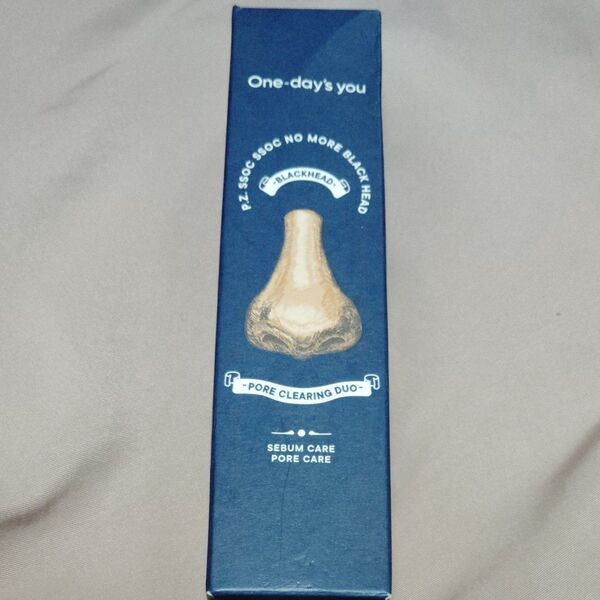 One-day's you
P.Z. SSOC SSOC NO MORE BLACK HEAD
-BLACKHEAD-
-PORE CLEARING DUO-
SEBUM CARE
PORE CARE